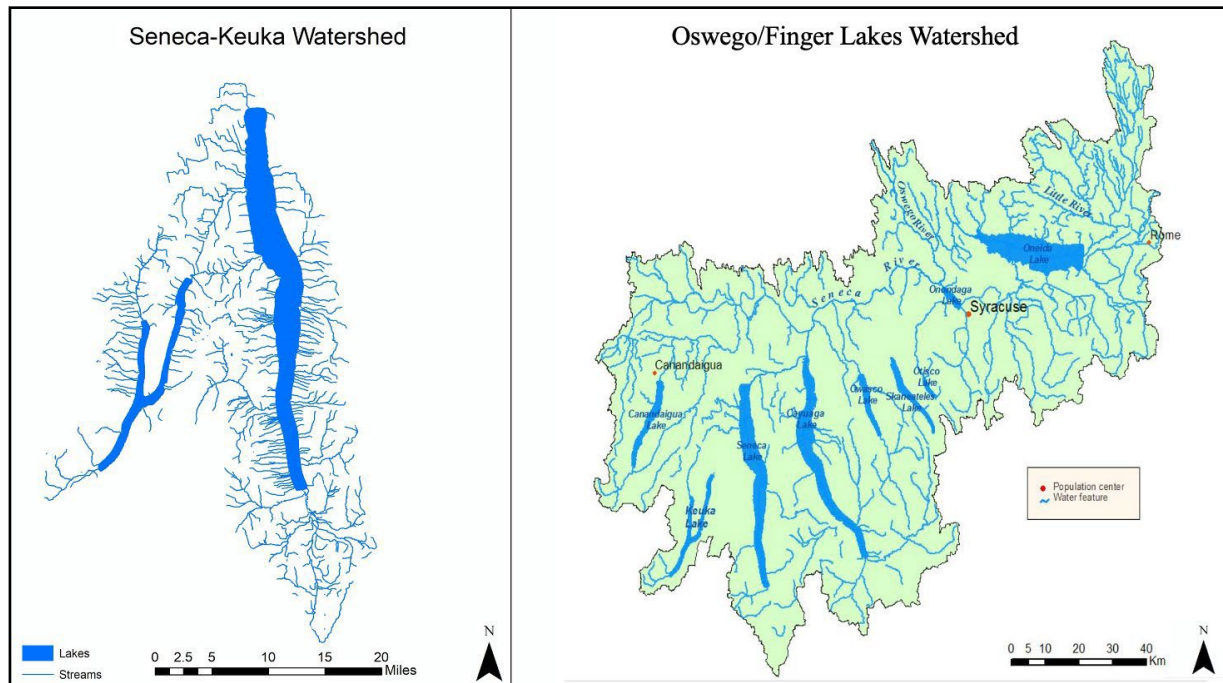 Seneca-Keuka Watershed
Lakes
Streams
0 2.5 5 10 15 20
Miles
N
Oswego/Finger Lakes Watershed
Oswego River
Little River
Rome
Oneida
Lake
Seneca River
Onondaga
Lake
Syracuse
Canandaigua
Canandaigua
Lake
Otisco
Lake
Owasco
Lake
Skaneateles
Lake
Cayuga
Lake
Seneca
Lake
Keuka
Lake
Population center
Water feature
N
0 5 10 20 30 40
Km